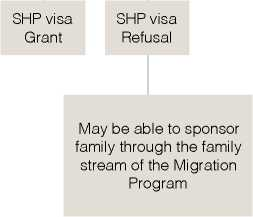 SHP visa
Grant
SHP visa
Refusal
May be able to sponsor
family through the family
stream of the Migration
Program